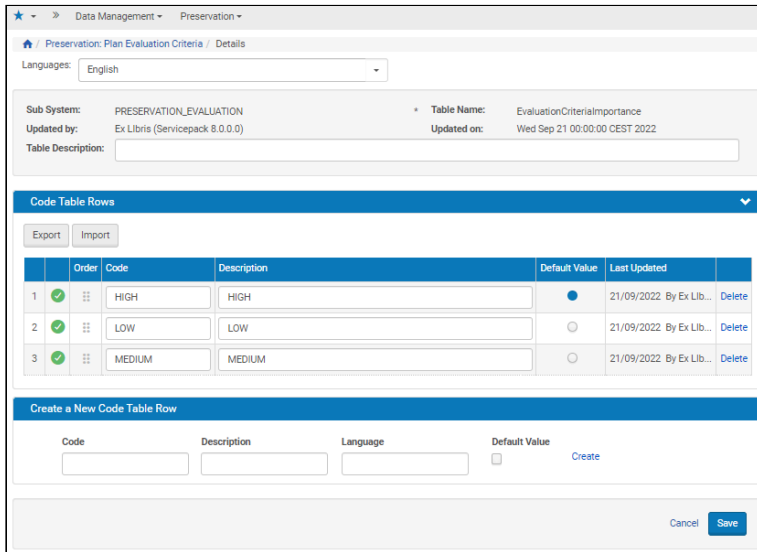 Data Management Preservation
/ Preservation: Plan Evaluation Criteria / Details
Languages: English
Sub System: PRESERVATION_EVALUATION * Table Name: EvaluationCriteriaImportance
Updated by: Ex LIbris (Servicepack 8.0.0.0) Updated on: Wed Sep 21 00:00:00 CEST 2022
Table Description:
Code Table Rows
Export Import
Order Code Description Default Value Last Updated
1 HIGH HIGH 21/09/2022 By Ex LIb... Delete
2 LOW LOW 21/09/2022 By Ex LIb... Delete
3 MEDIUM MEDIUM 21/09/2022 By Ex LIb... Delete
Create a New Code Table Row
Code Description Language Default Value
Create
Cancel Save